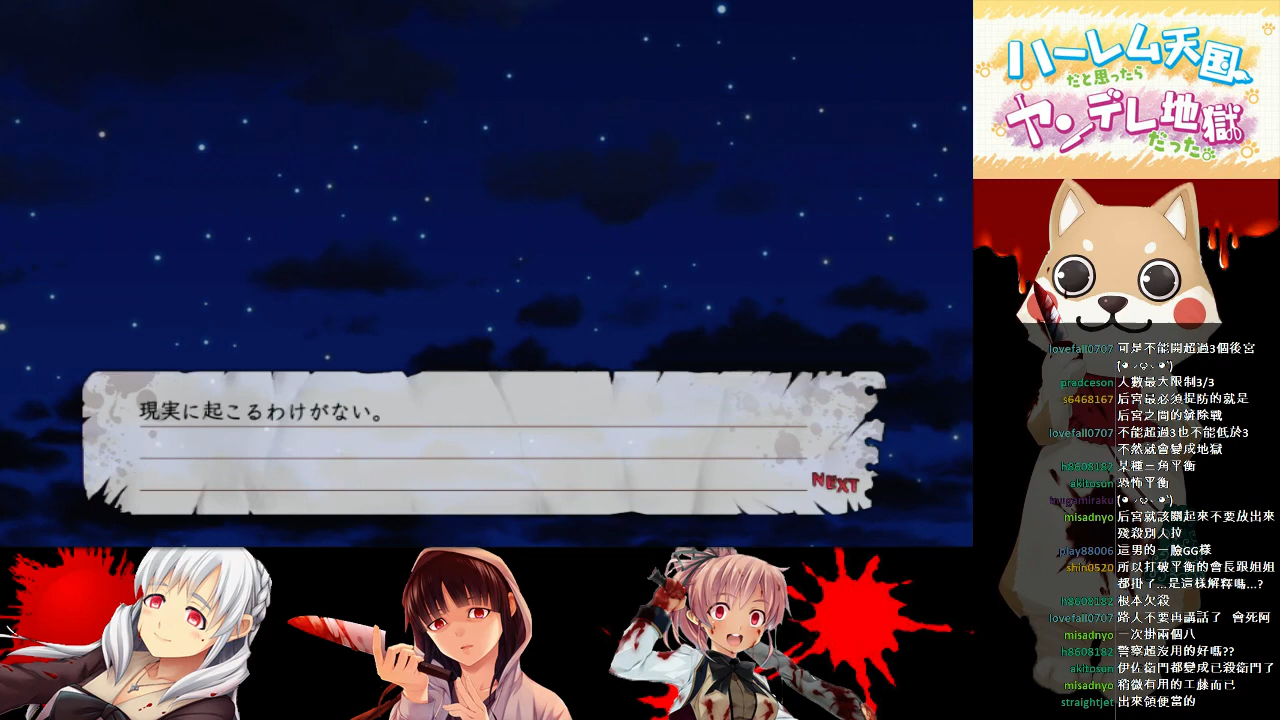 ハーレム天国
だと思ったら
ヤンデレ地獄
だった。
現実に起こるわけがない。
NEXT
lovefall0707 可是不能開超過3個後宮
pradceson 人數最大限制3/3
s6468167 后宮最必須提防的就是
后宮之間的剷除戰
lovefall0707 不能超過3也不能低於3
不然就會變成地獄
h8608182 某種三角平衡
akitosun 恐怖平衡
misadnyo 后宮就該關起來不要放出來
殘殺別人拉
play88006 這男的一臉GG樣
shin0520 所以打破平衡的會長跟姐姐
都掛了...是這樣解釋嗎...?
h8608182 根本欠殺
lovefall0707 路人不要再講話了 會死阿
misadnyo 一次掛兩個八
h8608182 警察超沒用的好嗎??
akitosun 伊佐衛門都變成已殺衛門了
misadnyo 稍微有用的工藤而已
straightjet 出來領便當的